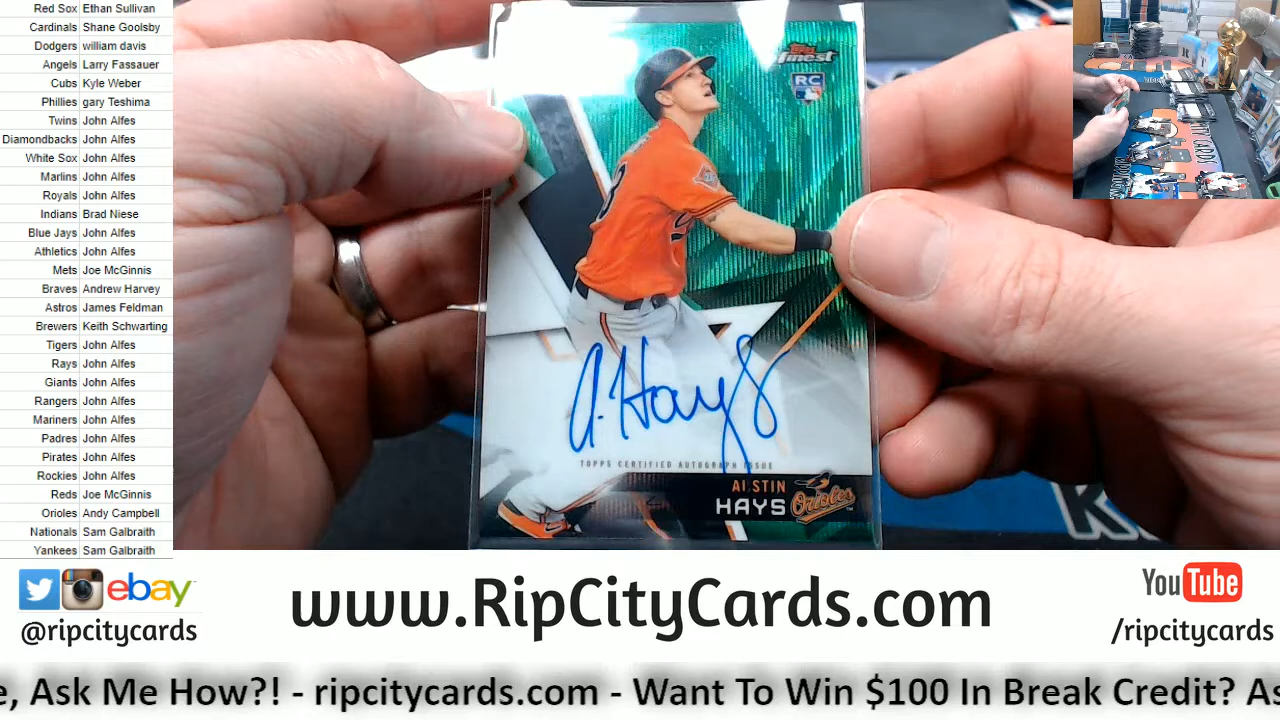 Red Sox Ethan Sullivan
Cardinals Shane Goolsby
Dodgers william davis
Angels Larry Fassauer
Cubs Kyle Weber
Phillies gary Teshima
Twins John Alfes
Diamondbacks John Alfes
White Sox John Alfes
Marlins John Alfes
Royals John Alfes
Indians Brad Niese
Blue Jays John Alfes
Athletics John Alfes
Mets Joe McGinnis
Braves Andrew Harvey
Astros James Feldman
Brewers Keith Schwarting
Tigers John Alfes
Rays John Alfes
Giants John Alfes
Rangers John Alfes
Mariners John Alfes
Padres John Alfes
Pirates John Alfes
Rockies John Alfes
Reds Joe McGinnis
Orioles Andy Campbell
Nationals Sam Galbraith
Yankees Sam Galbraith
Topps
finest
RC
A. Hays
TOPPS CERTIFIED AUTOGRAPH ISSUE
AUSTIN
HAYS
Orioles
ebay
@ripcitycards
www.RipCityCards.com
YouTube
/ripcitycards
e, Ask Me How?! - ripcitycards.com - Want To Win $100 In Break Credit? As